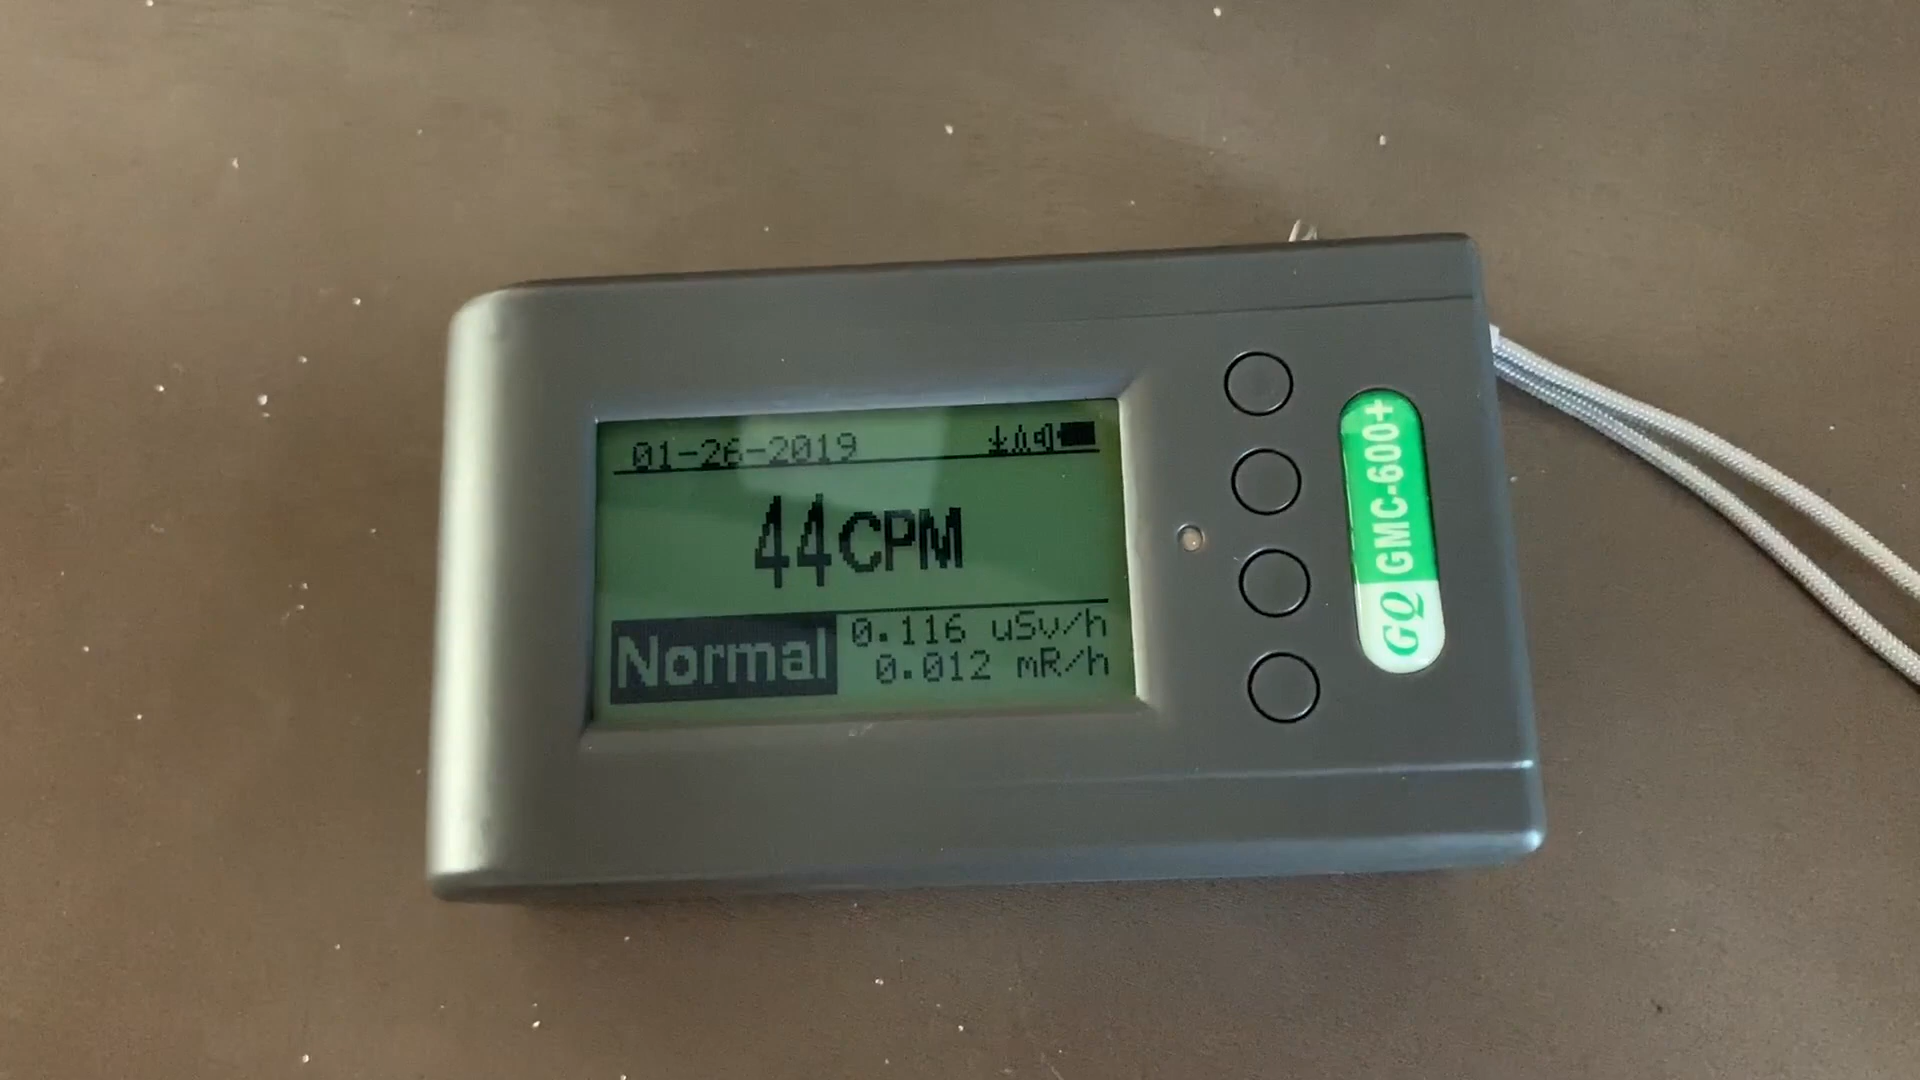 01-26-2019
44CPM
Normal
0.116 uSv/h
0.012 mR/h
GQ GMC-600+